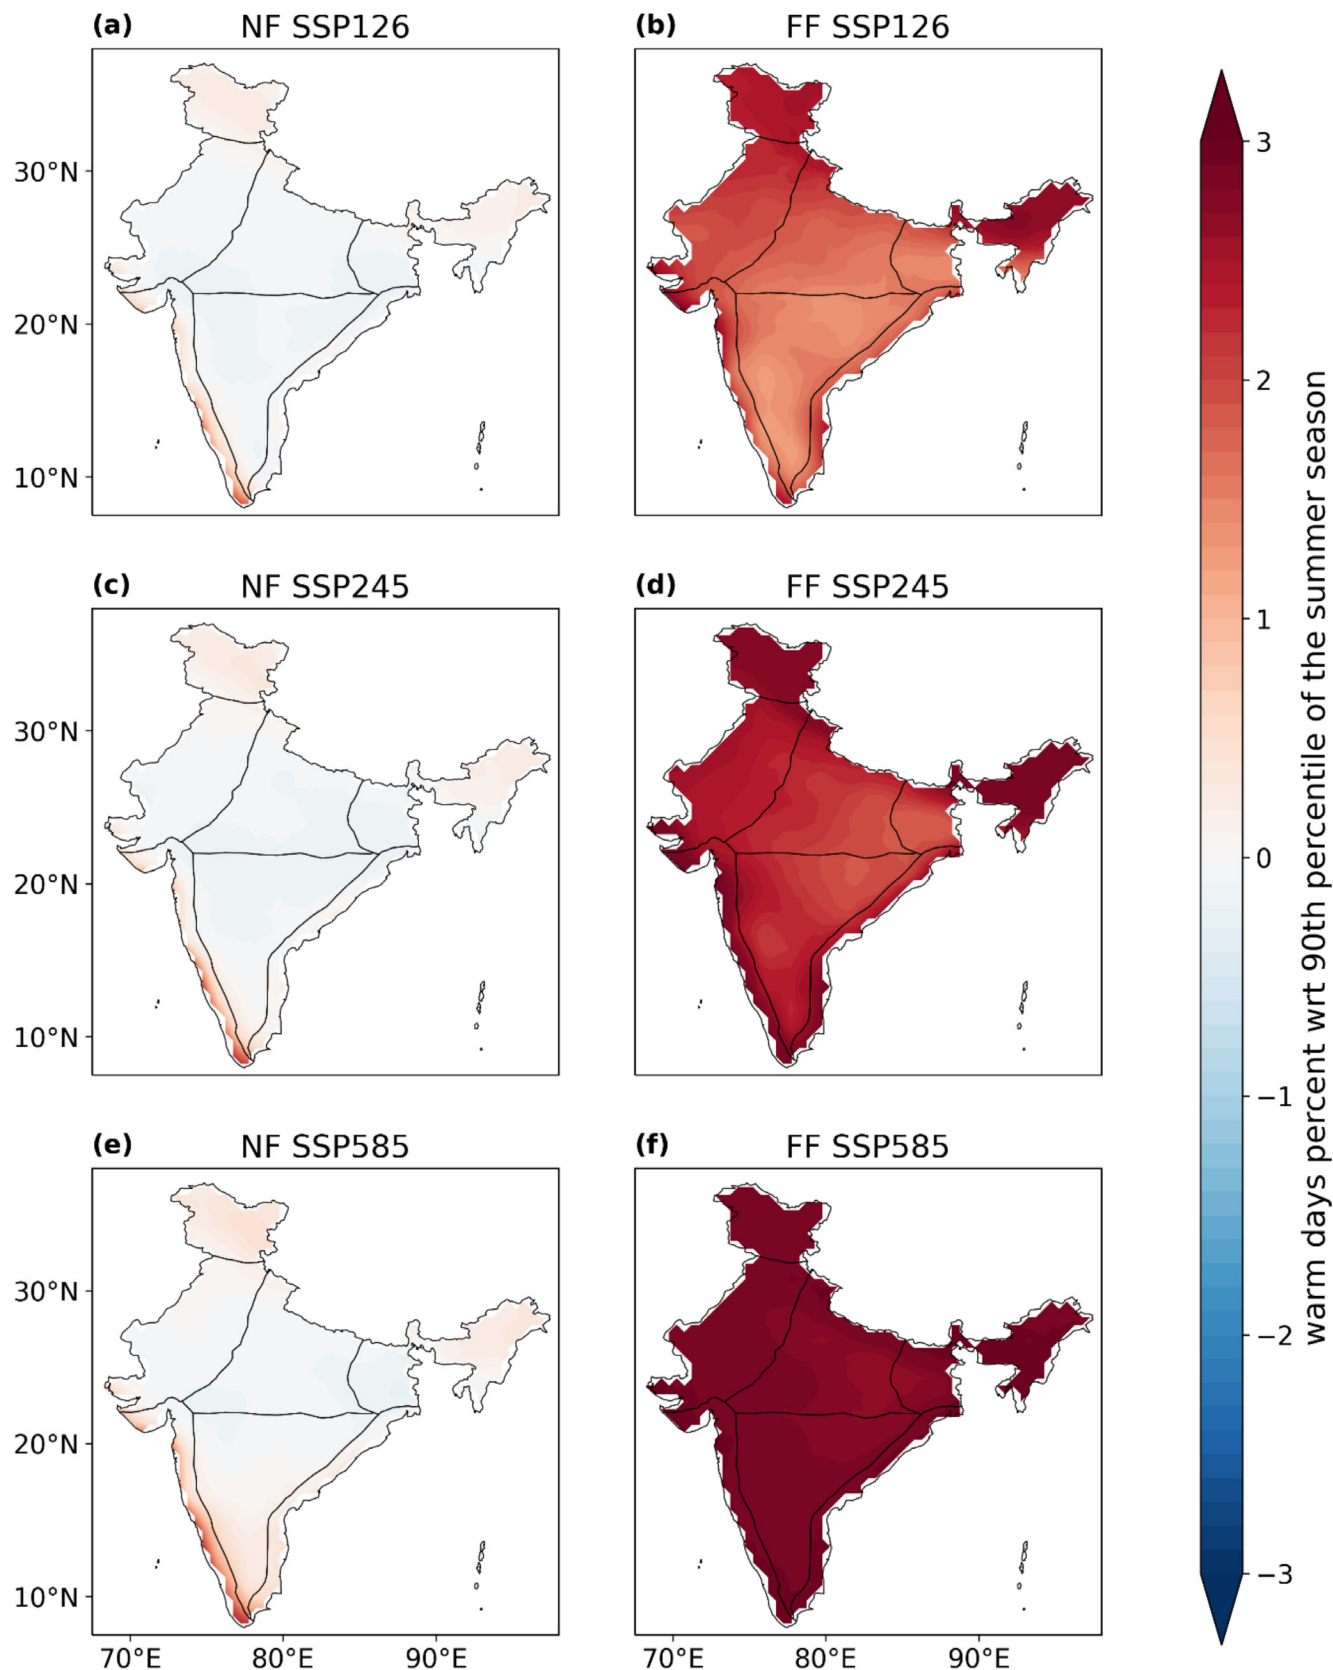 (a) NF SSP126
(b) FF SSP126
30°N
20°N
10°N
(c) NF SSP245
(d) FF SSP245
30°N
20°N
10°N
(e) NF SSP585
(f) FF SSP585
30°N
20°N
10°N
70°E 80°E 90°E
70°E 80°E 90°E
3
2
1
0
−1
−2
−3
warm days percent wrt 90th percentile of the summer season